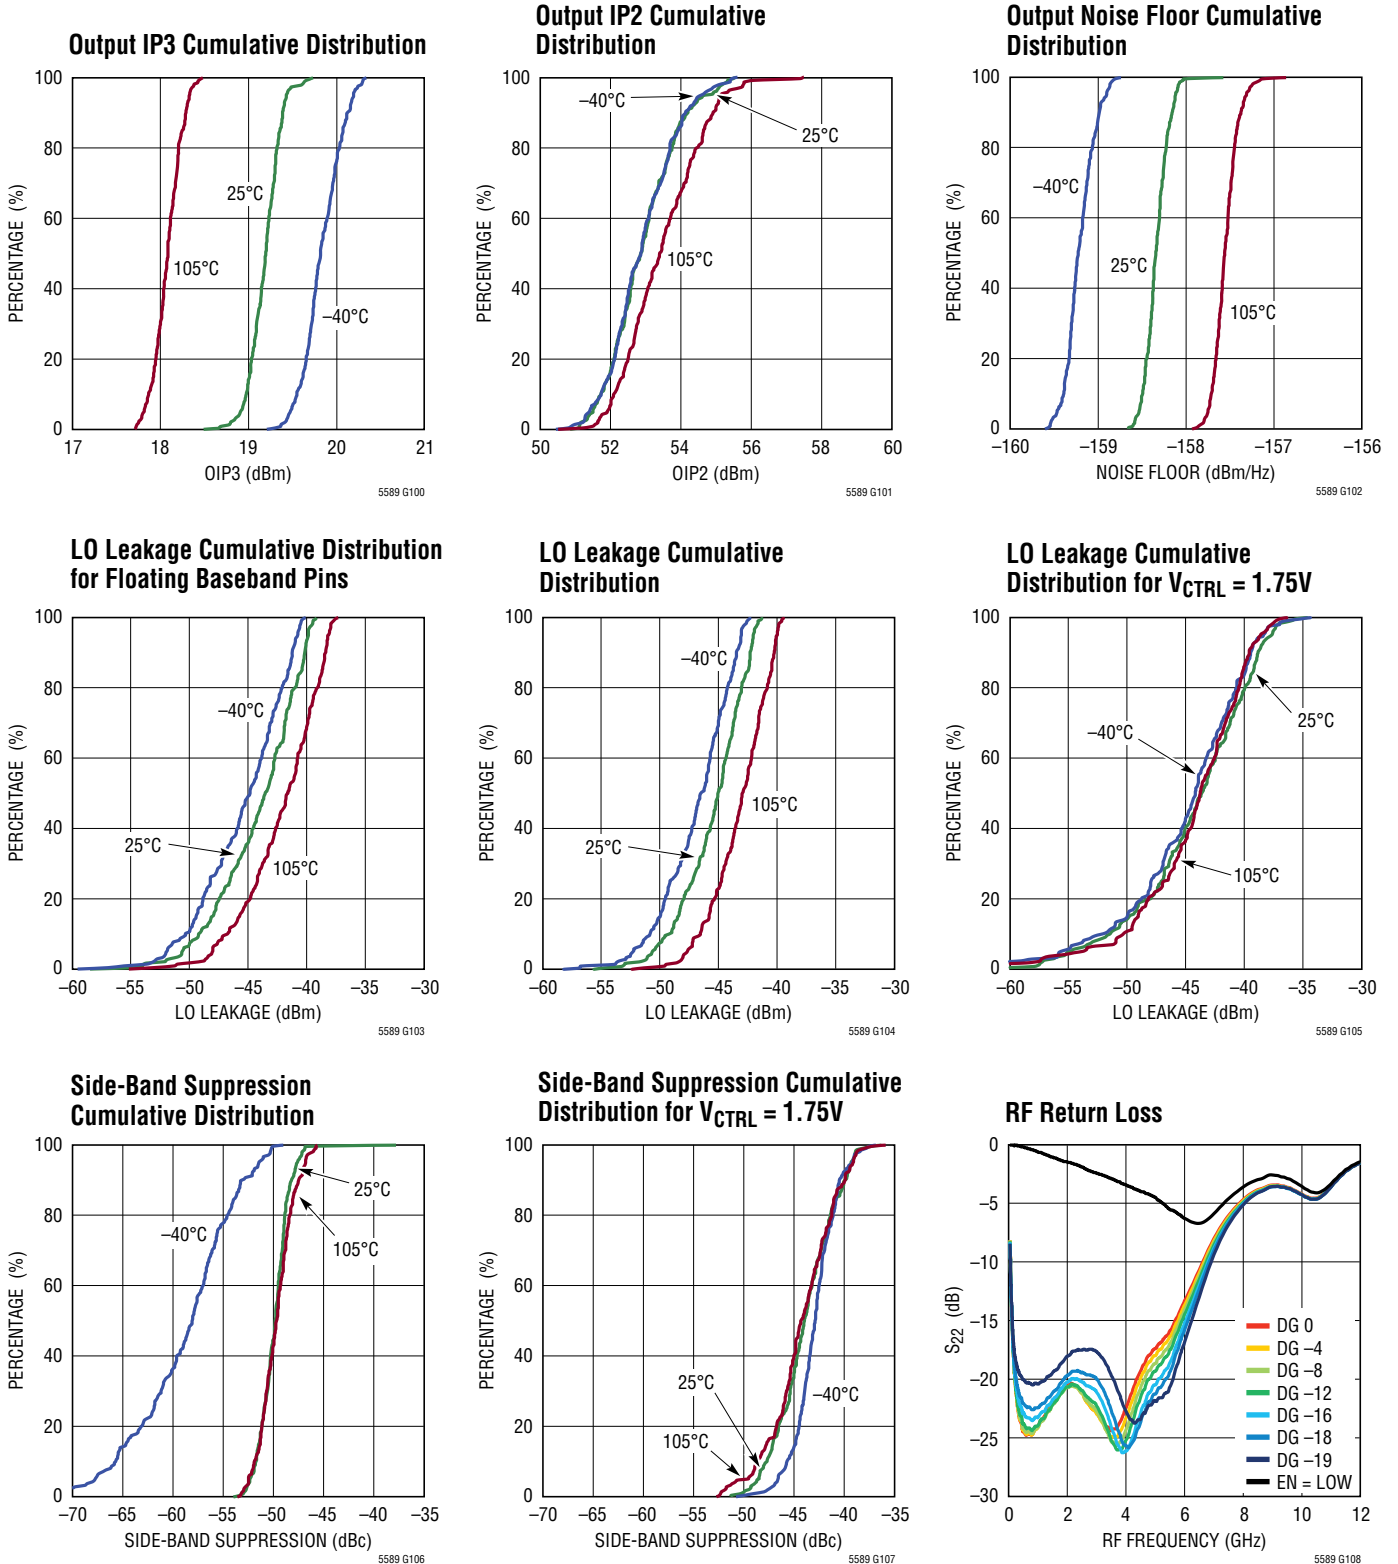 Output IP3 Cumulative Distribution
100
80
60
40
20
0
PERCENTAGE (%)
25°C
105°C
–40°C
17 18 19 20 21
OIP3 (dBm)
5589 G100
Output IP2 Cumulative
Distribution
100
80
60
40
20
0
PERCENTAGE (%)
–40°C
25°C
105°C
50 52 54 56 58 60
OIP2 (dBm)
5589 G101
Output Noise Floor Cumulative
Distribution
100
80
60
40
20
0
PERCENTAGE (%)
–40°C
25°C
105°C
–160 –159 –158 –157 –156
NOISE FLOOR (dBm/Hz)
5589 G102
LO Leakage Cumulative Distribution
for Floating Baseband Pins
100
80
60
40
20
0
PERCENTAGE (%)
–40°C
25°C
105°C
–60 –55 –50 –45 –40 –35 –30
LO LEAKAGE (dBm)
5589 G103
LO Leakage Cumulative
Distribution
100
80
60
40
20
0
PERCENTAGE (%)
–40°C
105°C
25°C
–60 –55 –50 –45 –40 –35 –30
LO LEAKAGE (dBm)
5589 G104
LO Leakage Cumulative
Distribution for VCTRL = 1.75V
100
80
60
40
20
0
PERCENTAGE (%)
25°C
–40°C
105°C
–60 –55 –50 –45 –40 –35 –30
LO LEAKAGE (dBm)
5589 G105
Side-Band Suppression
Cumulative Distribution
100
80
60
40
20
0
PERCENTAGE (%)
25°C
–40°C
105°C
–70 –65 –60 –55 –50 –45 –40 –35
SIDE-BAND SUPPRESSION (dBc)
5589 G106
Side-Band Suppression Cumulative
Distribution for VCTRL = 1.75V
100
80
60
40
20
0
PERCENTAGE (%)
25°C
–40°C
105°C
–70 –65 –60 –55 –50 –45 –40 –35
SIDE-BAND SUPPRESSION (dBc)
5589 G107
RF Return Loss
0
–5
–10
–15
–20
–25
–30
S22 (dB)
DG 0
DG –4
DG –8
DG –12
DG –16
DG –18
DG –19
EN = LOW
0 2 4 6 8 10 12
RF FREQUENCY (GHz)
5589 G108